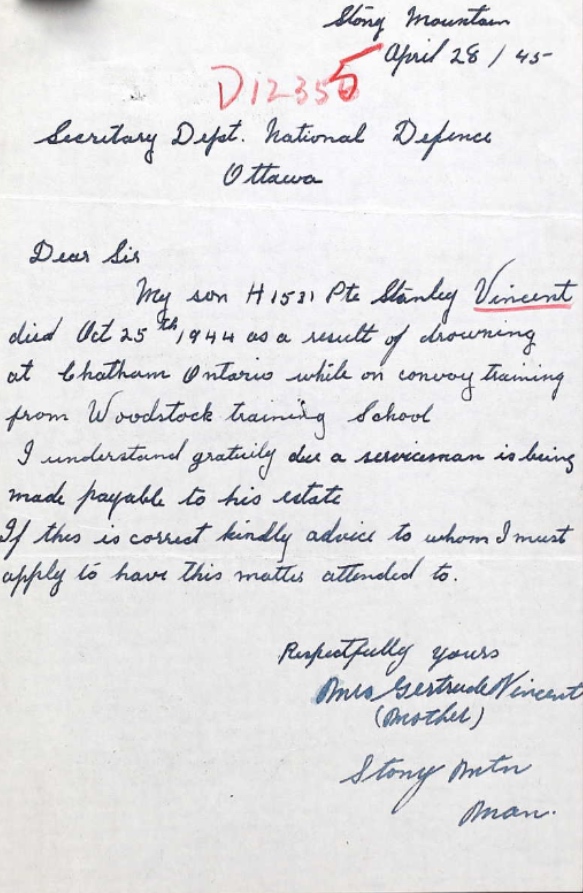 Stony Mountain
April 28/45
D12355
Secretary Dept. National Defence
Ottawa
Dear Sir
My son H1531 Pte Stanley Vincent
died Oct 25th, 1944 as a result of drowning
at Chatham Ontario while on convoy training
from Woodstock training School
I understand gratuity due a serviceman is being
made payable to his estate
If this is correct kindly advice to whom I must
apply to have this matter attended to.
Respectfully yours
Mrs Gertrude Vincent
(Mother)
Stony Mtn
Man.